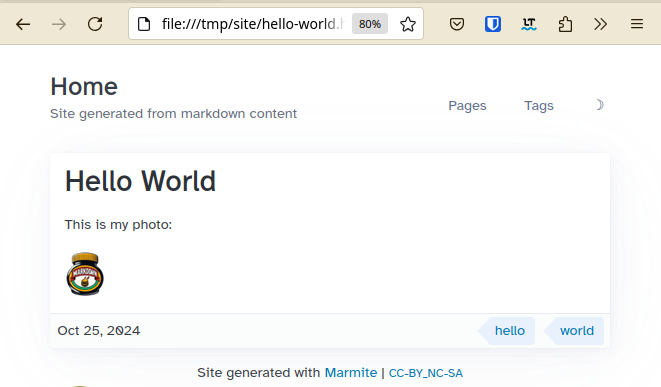 file:///tmp/site/hello-world.
80%
LT
Home
Site generated from markdown content
Pages
Tags
Hello World
This is my photo:
MARKDOWN
Oct 25, 2024
hello
world
Site generated with Marmite | CC-BY_NC-SA